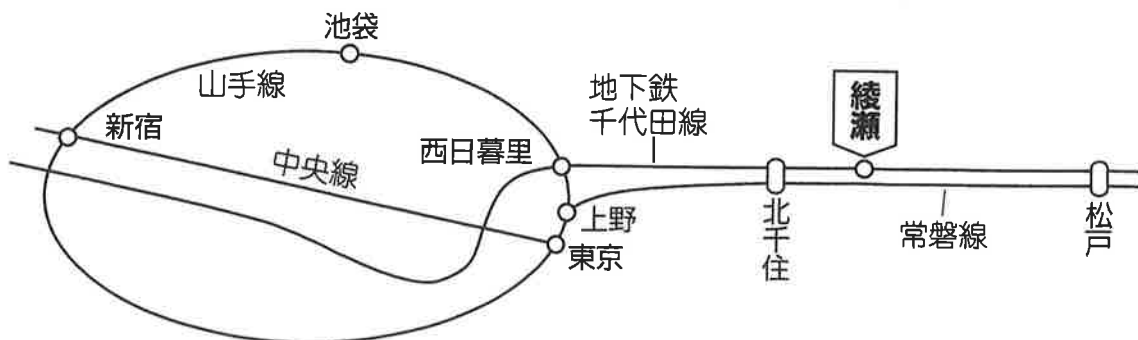 池袋
山手線
地下鉄
千代田線
綾瀬
新宿
中央線
西日暮里
上野
東京
北千住
常磐線
松戸